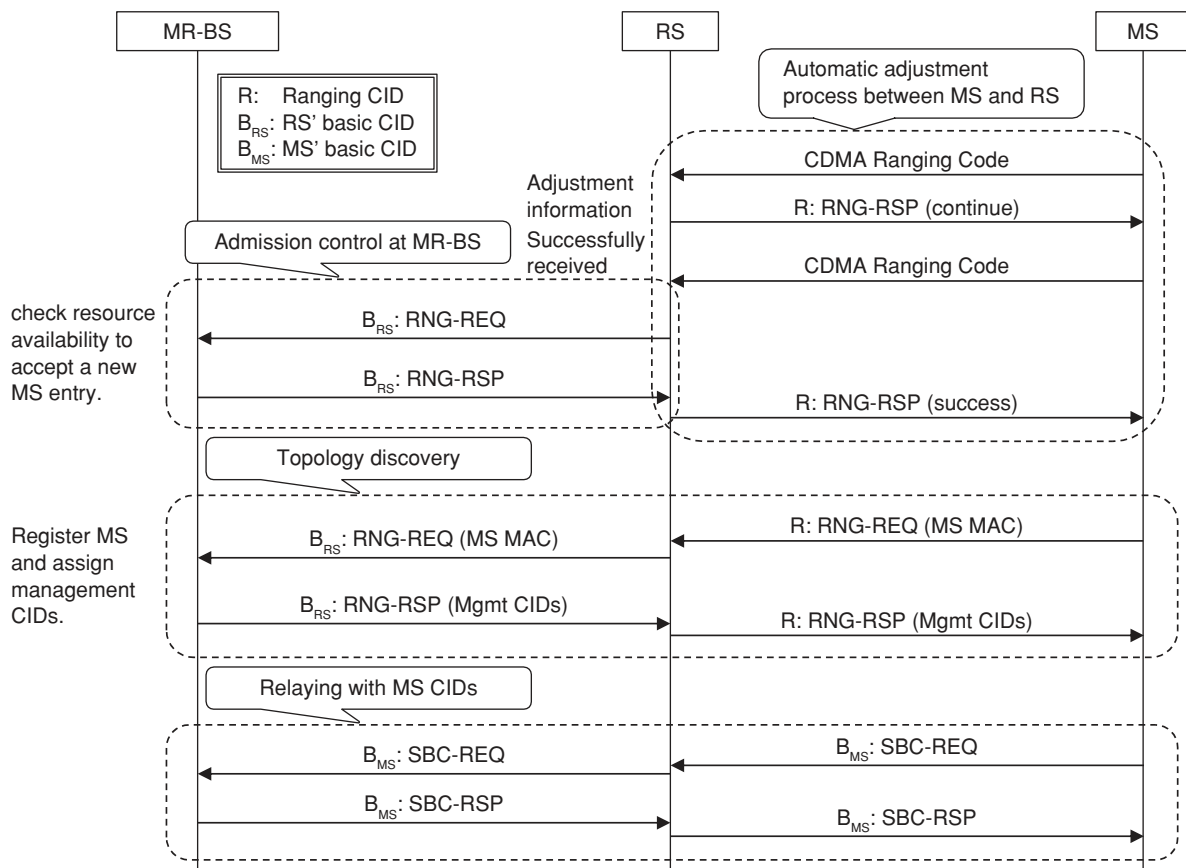 MR-BS
RS
MS
R: Ranging CID
B_RS: RS' basic CID
B_MS: MS' basic CID
Automatic adjustment
process between MS and RS
CDMA Ranging Code
Adjustment
information
R: RNG-RSP (continue)
Successfully
received
CDMA Ranging Code
Admission control at MR-BS
check resource
availability to
accept a new
MS entry.
B_RS: RNG-REQ
B_RS: RNG-RSP
R: RNG-RSP (success)
Topology discovery
Register MS
and assign
management
CIDs.
R: RNG-REQ (MS MAC)
B_RS: RNG-REQ (MS MAC)
B_RS: RNG-RSP (Mgmt CIDs)
R: RNG-RSP (Mgmt CIDs)
Relaying with MS CIDs
B_MS: SBC-REQ
B_MS: SBC-REQ
B_MS: SBC-RSP
B_MS: SBC-RSP